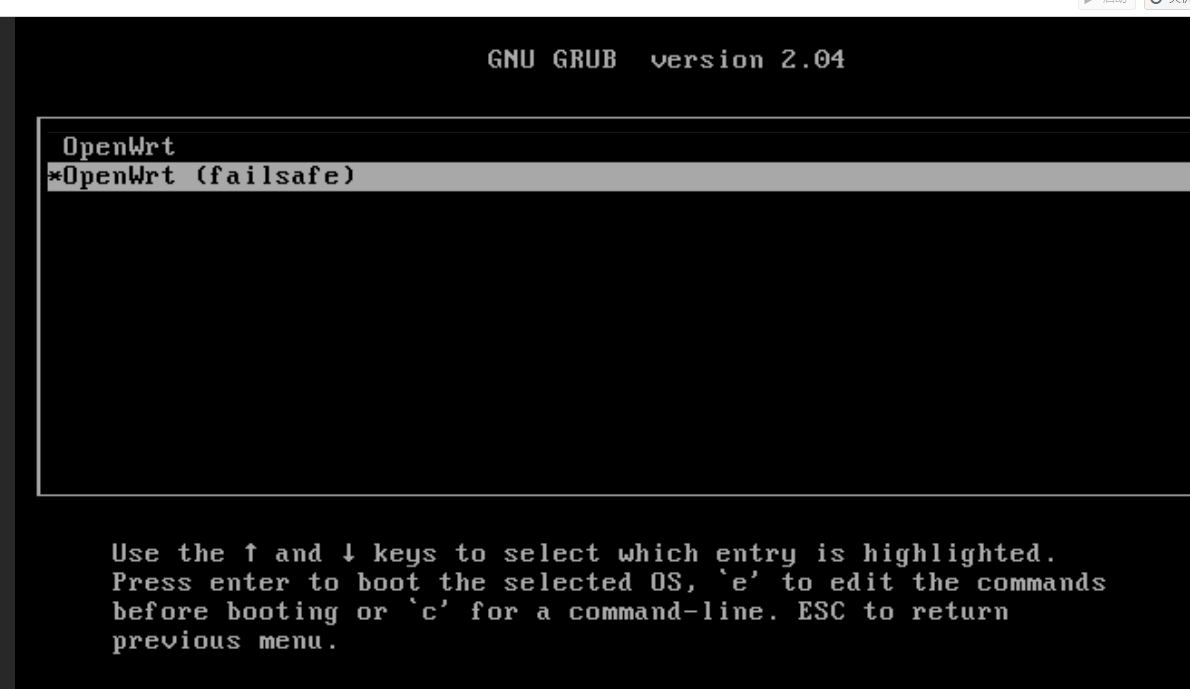 GNU GRUB  version 2.04
OpenWrt
*OpenWrt (failsafe)
Use the ↑ and ↓ keys to select which entry is highlighted.
Press enter to boot the selected OS, `e' to edit the commands
before booting or `c' for a command-line. ESC to return
previous menu.